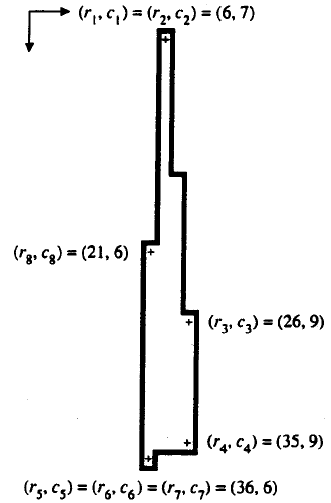 (r₁, c₁) = (r₂, c₂) = (6, 7)
(r₈, c₈) = (21, 6)
(r₃, c₃) = (26, 9)
(r₄, c₄) = (35, 9)
(r₅, c₅) = (r₆, c₆) = (r₇, c₇) = (36, 6)